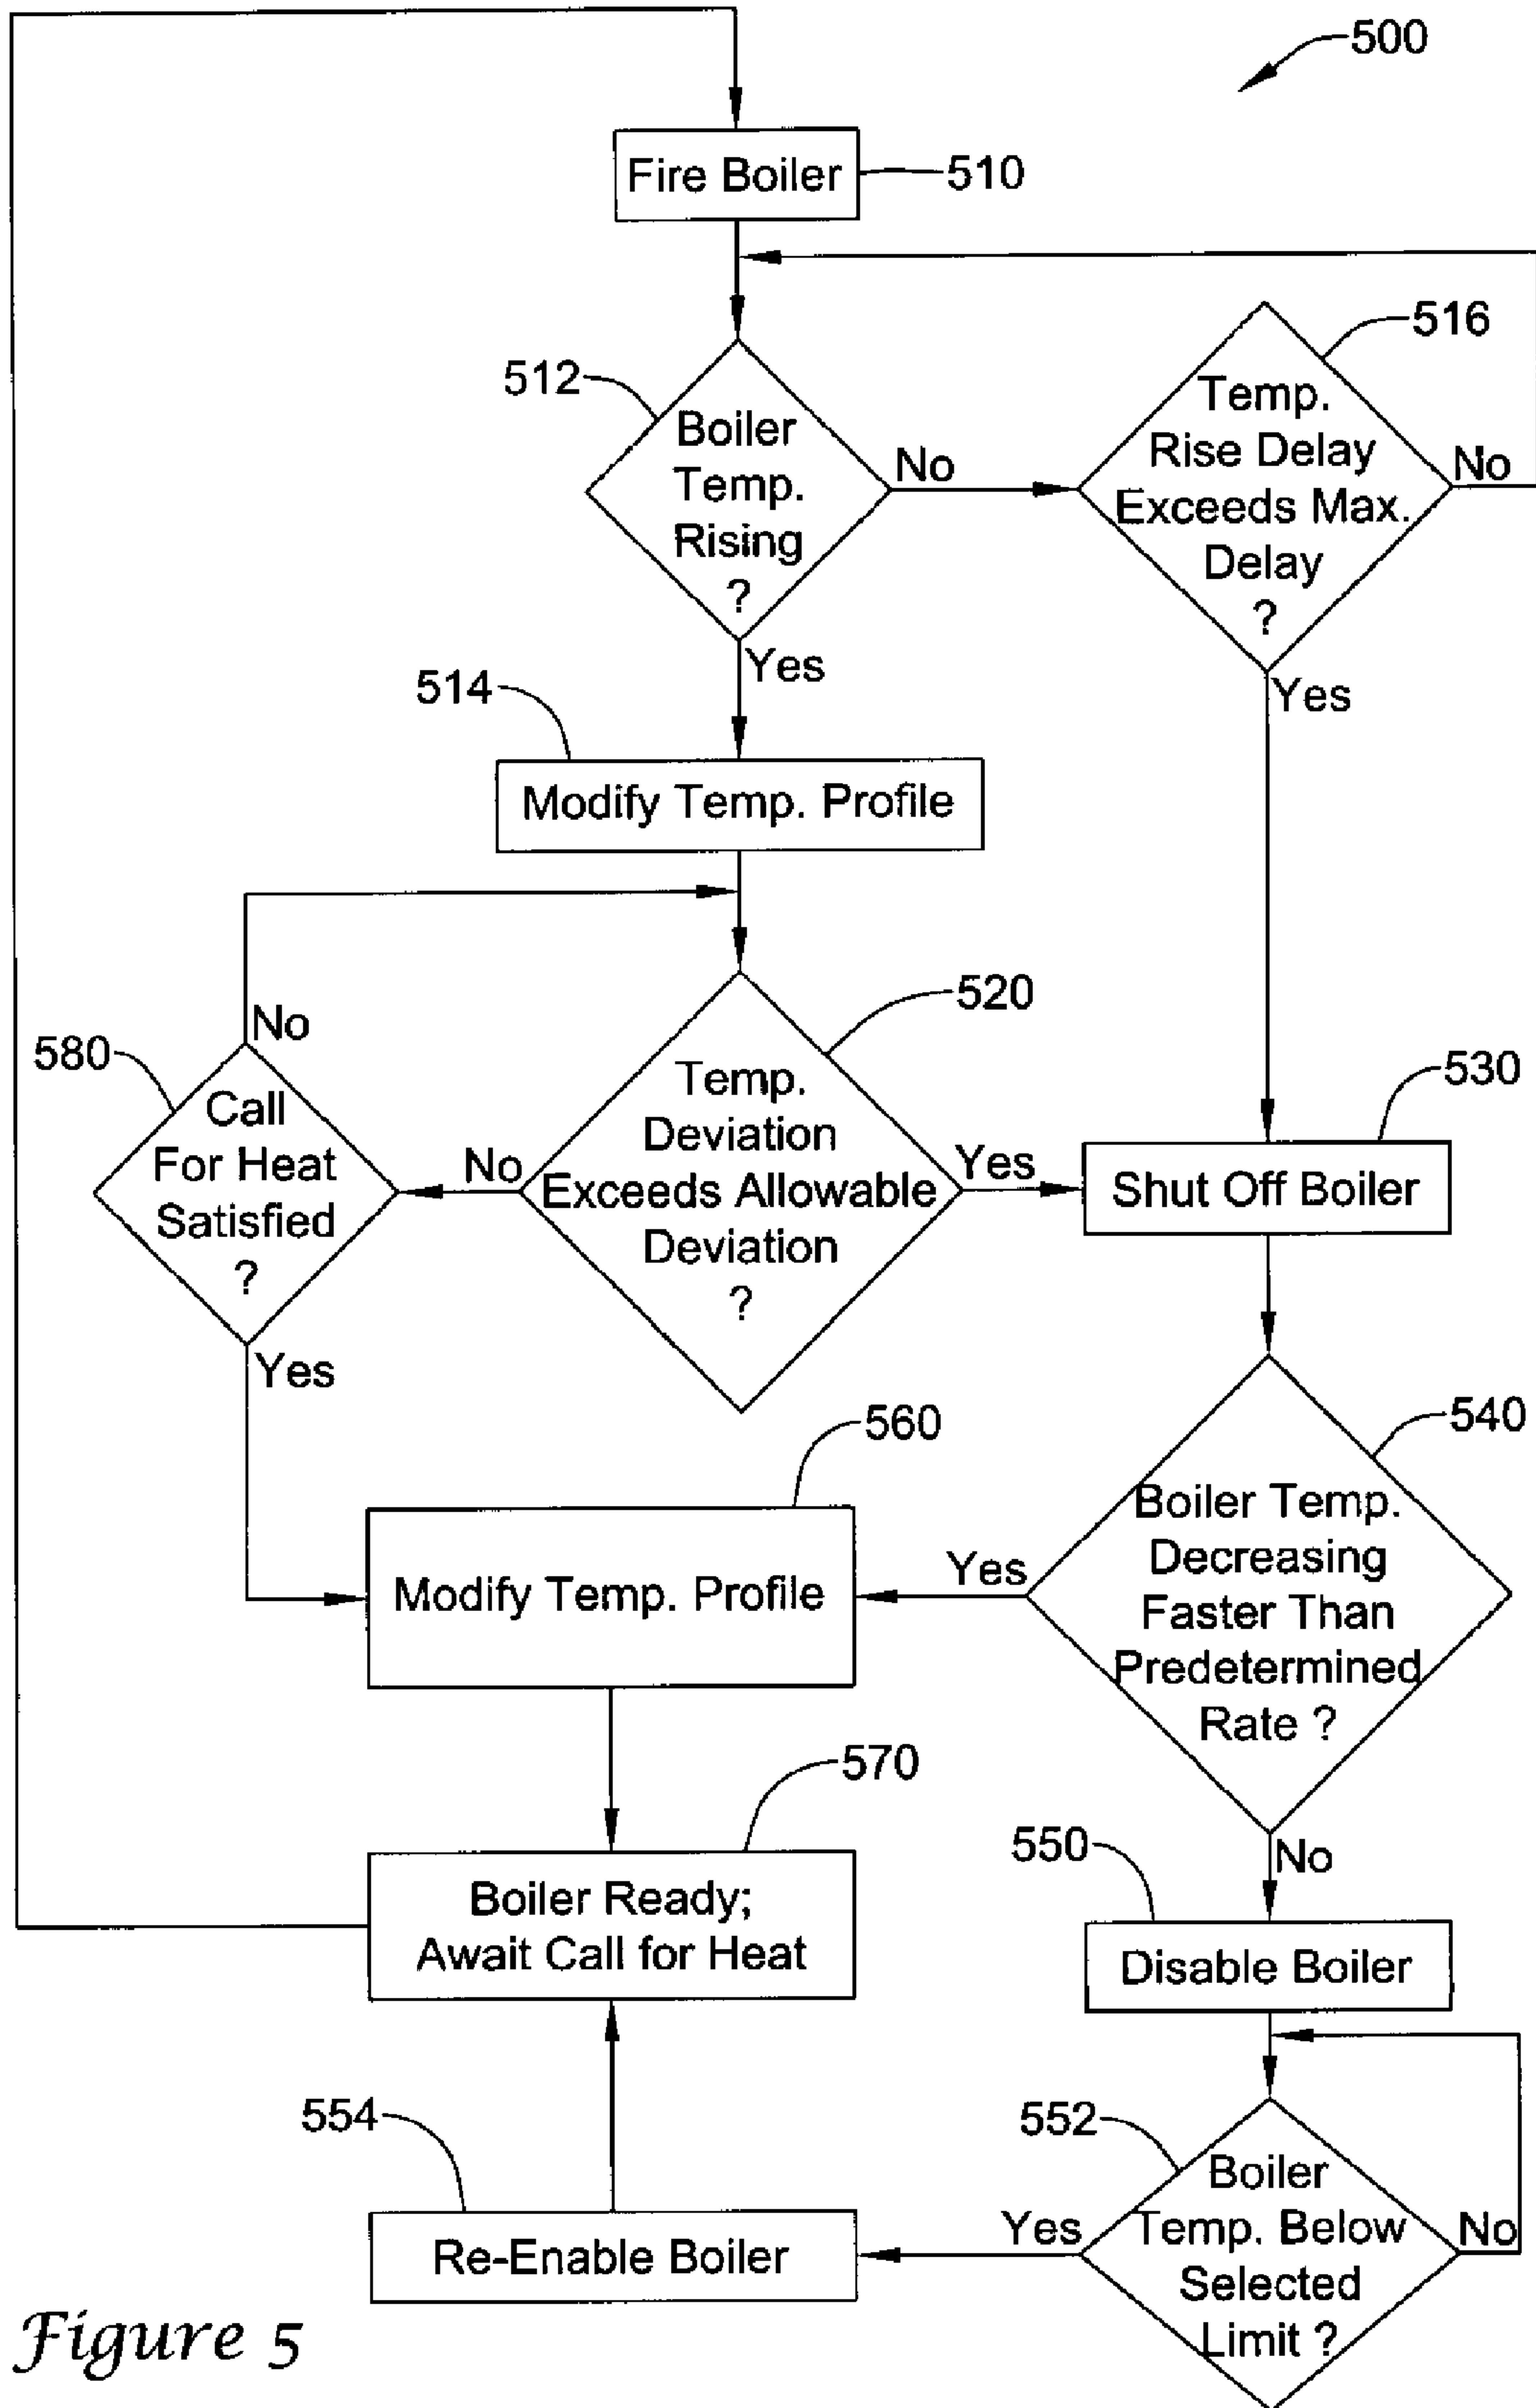 500
Fire Boiler
510
512
Boiler
Temp.
Rising
?
No
Yes
516
Temp.
Rise Delay
Exceeds Max.
Delay
?
No
Yes
514
Modify Temp. Profile
520
Temp.
Deviation
Exceeds Allowable
Deviation
?
No
Yes
580
Call
For Heat
Satisfied
?
No
Yes
530
Shut Off Boiler
540
Boiler Temp.
Decreasing
Faster Than
Predetermined
Rate ?
Yes
No
560
Modify Temp. Profile
570
Boiler Ready;
Await Call for Heat
550
Disable Boiler
552
Boiler
Temp. Below
Selected
Limit ?
Yes
No
554
Re-Enable Boiler
Figure 5